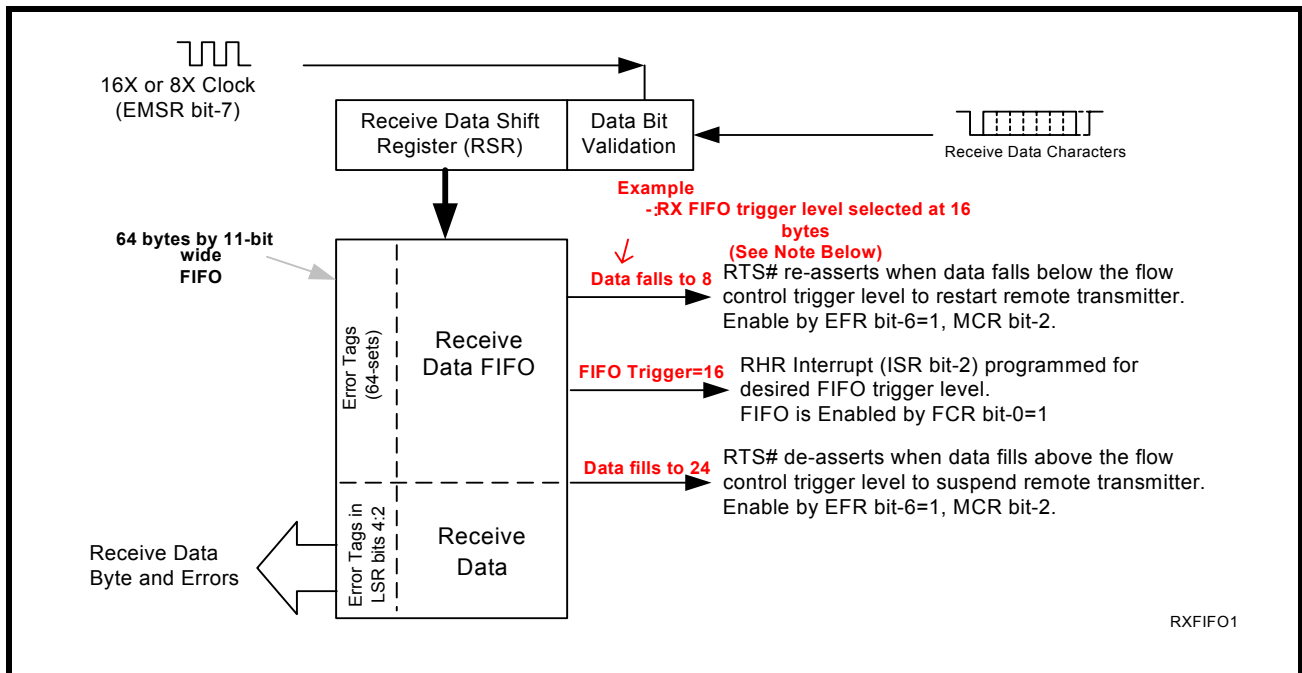 16X or 8X Clock
(EMSR bit-7)
Receive Data Shift
Register (RSR)
Data Bit
Validation
Receive Data Characters
Example
-:RX FIFO trigger level selected at 16
bytes
(See Note Below)
64 bytes by 11-bit
wide
FIFO
Data falls to 8
RTS# re-asserts when data falls below the flow
control trigger level to restart remote transmitter.
Enable by EFR bit-6=1, MCR bit-2.
Error Tags
(64-sets)
Receive
Data FIFO
FIFO Trigger=16
RHR Interrupt (ISR bit-2) programmed for
desired FIFO trigger level.
FIFO is Enabled by FCR bit-0=1
Data fills to 24
RTS# de-asserts when data fills above the flow
control trigger level to suspend remote transmitter.
Enable by EFR bit-6=1, MCR bit-2.
Error Tags in
LSR bits 4:2
Receive
Data
Receive Data
Byte and Errors
RXFIFO1